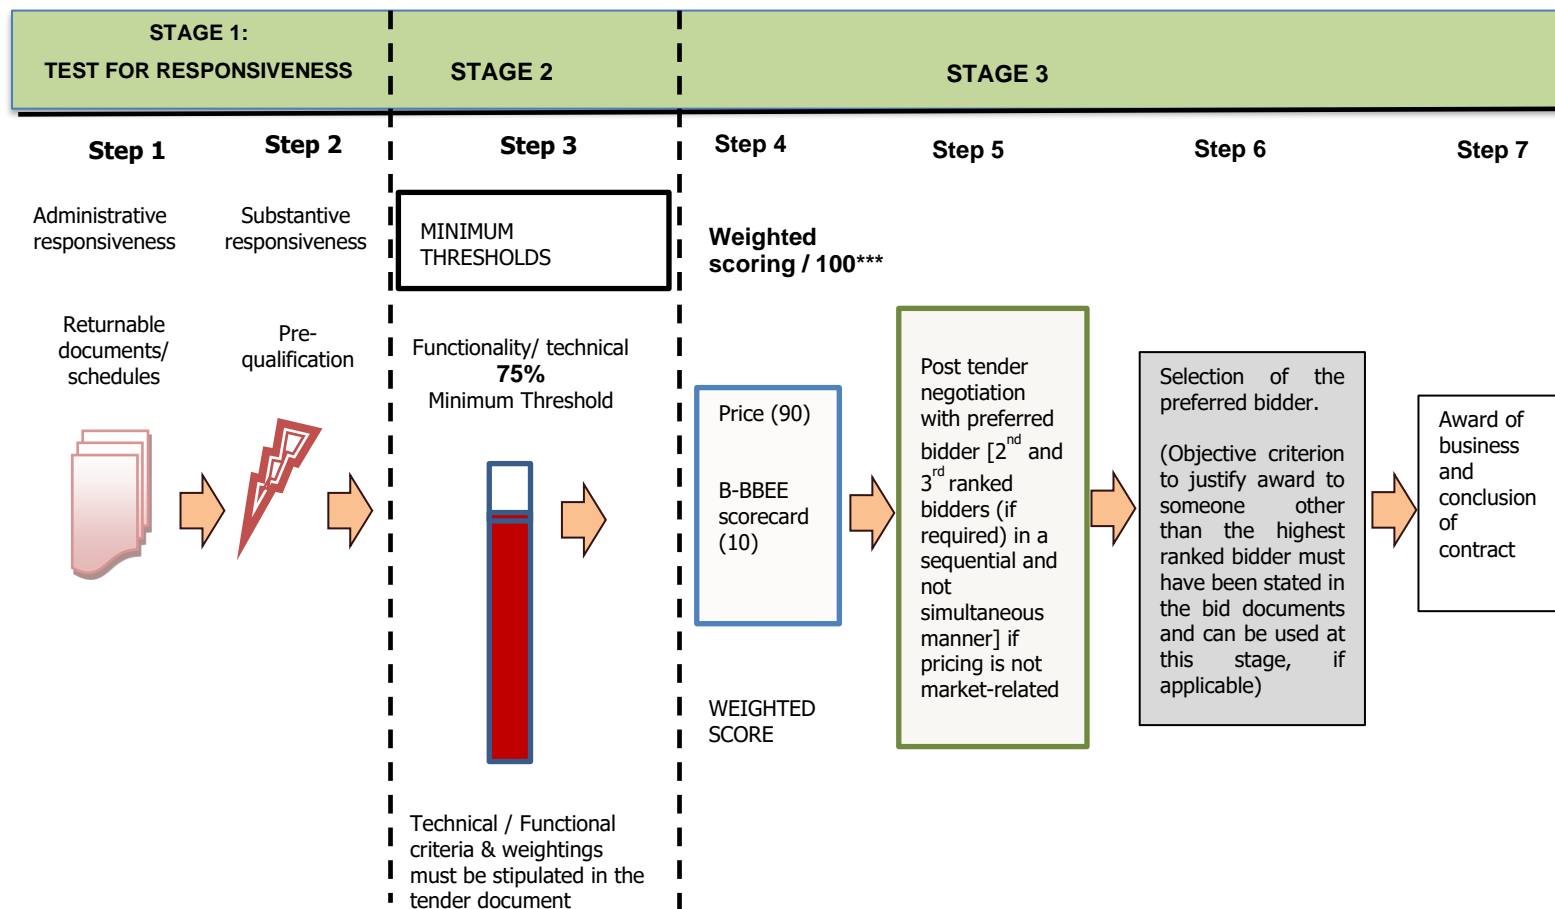 STAGE 1:
TEST FOR RESPONSIVENESS
STAGE 2
STAGE 3
Step 1
Step 2
Step 3
Step 4
Step 5
Step 6
Step 7
Administrative
responsiveness
Substantive
responsiveness
MINIMUM
THRESHOLDS
Weighted
scoring / 100***
Returnable
documents/
schedules
Pre-
qualification
Functionality/ technical
75%
Minimum Threshold
Technical / Functional
criteria & weightings
must be stipulated in the
tender document
Price (90)
B-BBEE
scorecard
(10)
WEIGHTED
SCORE
Post tender
negotiation
with preferred
bidder [2nd and
3rd ranked
bidders (if
required) in a
sequential and
not
simultaneous
manner] if
pricing is not
market-related
Selection of the
preferred bidder.
(Objective criterion
to justify award to
someone other
than the highest
ranked bidder must
have been stated in
the bid documents
and can be used at
this stage, if
applicable)
Award of
business
and
conclusion
of
contract